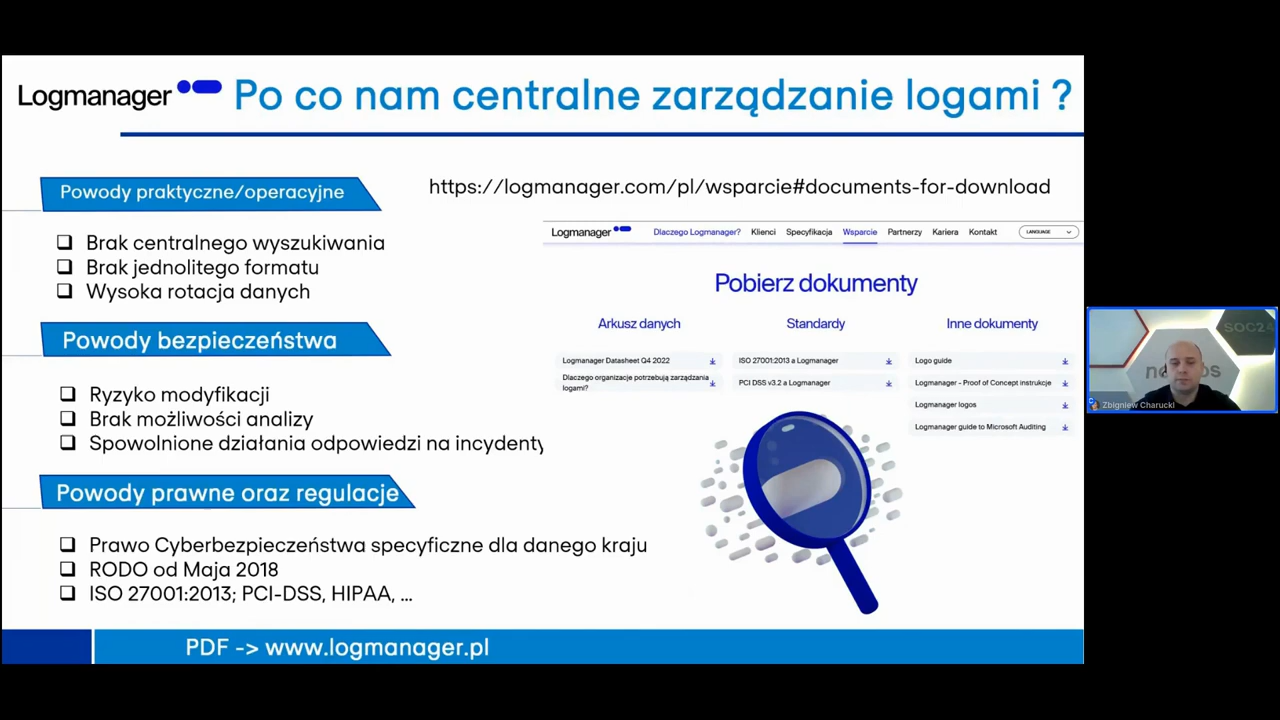 Logmanager
Po co nam centralne zarządzanie logami ?
Powody praktyczne/operacyjne
https://logmanager.com/pl/wsparcie#documents-for-download
Brak centralnego wyszukiwania
Brak jednolitego formatu
Wysoka rotacja danych
Powody bezpieczeństwa
Ryzyko modyfikacji
Brak możliwości analizy
Spowolnione działania odpowiedzi na incydenty
Powody prawne oraz regulacje
Prawo Cyberbezpieczeństwa specyficzne dla danego kraju
RODO od Maja 2018
ISO 27001:2013; PCI-DSS, HIPAA, ...
Logmanager
Dlaczego Logmanager? Klienci Specyfikacja Wsparcie Partnerzy Kariera Kontakt LANGUAGE
Pobierz dokumenty
Arkusz danych
Logmanager Datasheet Q4 2022
Dlaczego organizacje potrzebują zarządzania
logami?
Standardy
ISO 27001:2013 a Logmanager
PCI DSS v3.2 a Logmanager
Inne dokumenty
Logo guide
Logmanager - Proof of Concept instrukcje
Logmanager logos
Logmanager guide to Microsoft Auditing
PDF -> www.logmanager.pl
SOC24
Zbigniew Charucki